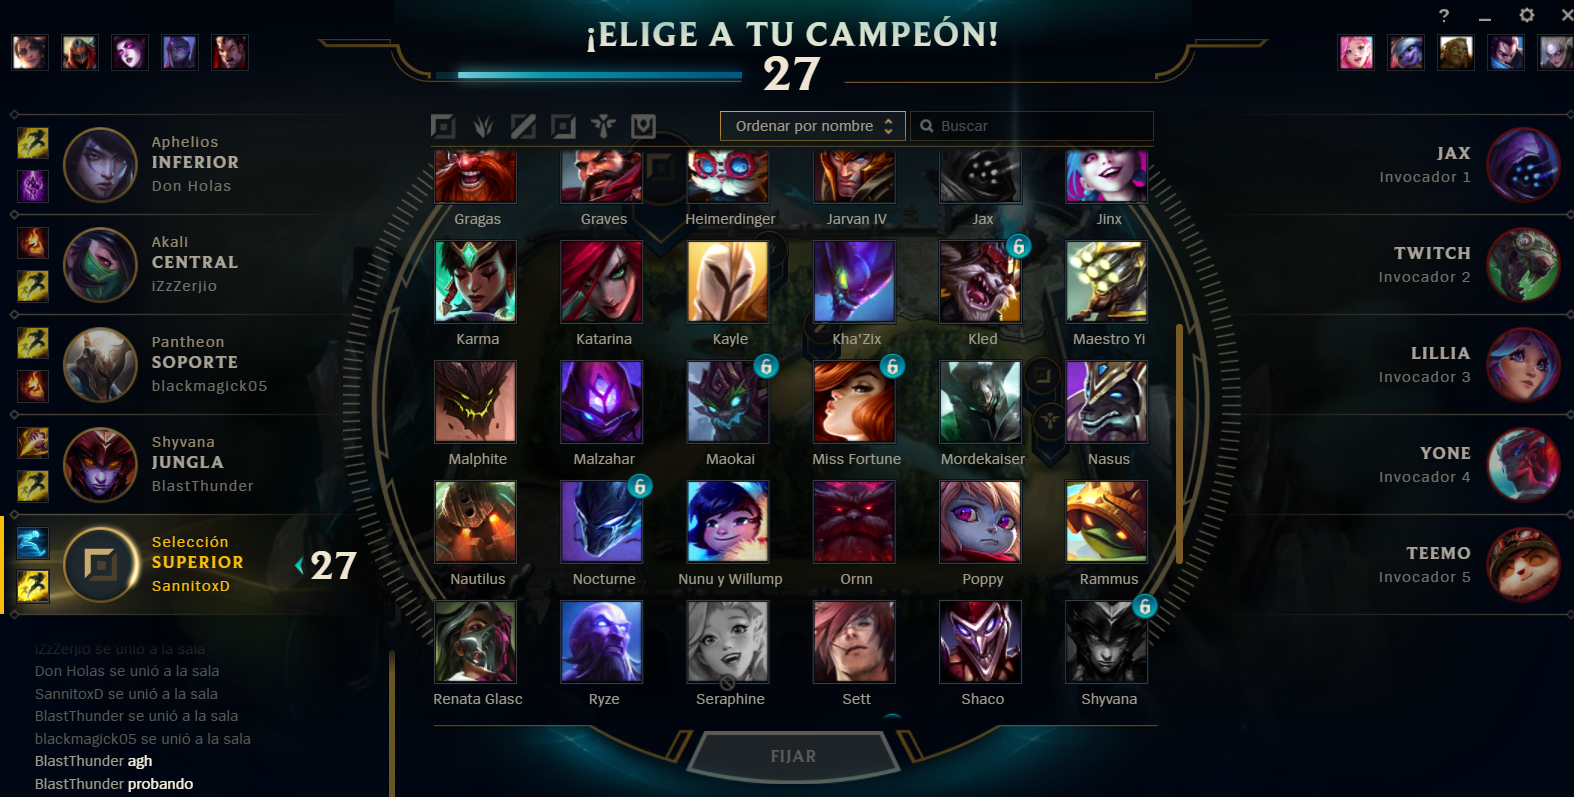 ?
¡ELIGE A TU CAMPEÓN!
27
Ordenar por nombre
Buscar
Aphelios
INFERIOR
Don Holas
Akali
CENTRAL
iZzZerjio
Pantheon
SOPORTE
blackmagick05
Shyvana
JUNGLA
BlastThunder
Selección
SUPERIOR
SannitoxD
27
iZzZerjio se unió a la sala
Don Holas se unió a la sala
SannitoxD se unió a la sala
BlastThunder se unió a la sala
blackmagick05 se unió a la sala
BlastThunder agh
BlastThunder probando
Gragas Graves Heimerdinger Jarvan IV Jax Jinx
6
Karma Katarina Kayle Kha'Zix Kled Maestro Yi
6 6
Malphite Malzahar Maokai Miss Fortune Mordekaiser Nasus
6
Nautilus Nocturne Nunu y Willump Ornn Poppy Rammus
6
Renata Glasc Ryze Seraphine Sett Shaco Shyvana
FIJAR
JAX
Invocador 1
TWITCH
Invocador 2
LILLIA
Invocador 3
YONE
Invocador 4
TEEMO
Invocador 5